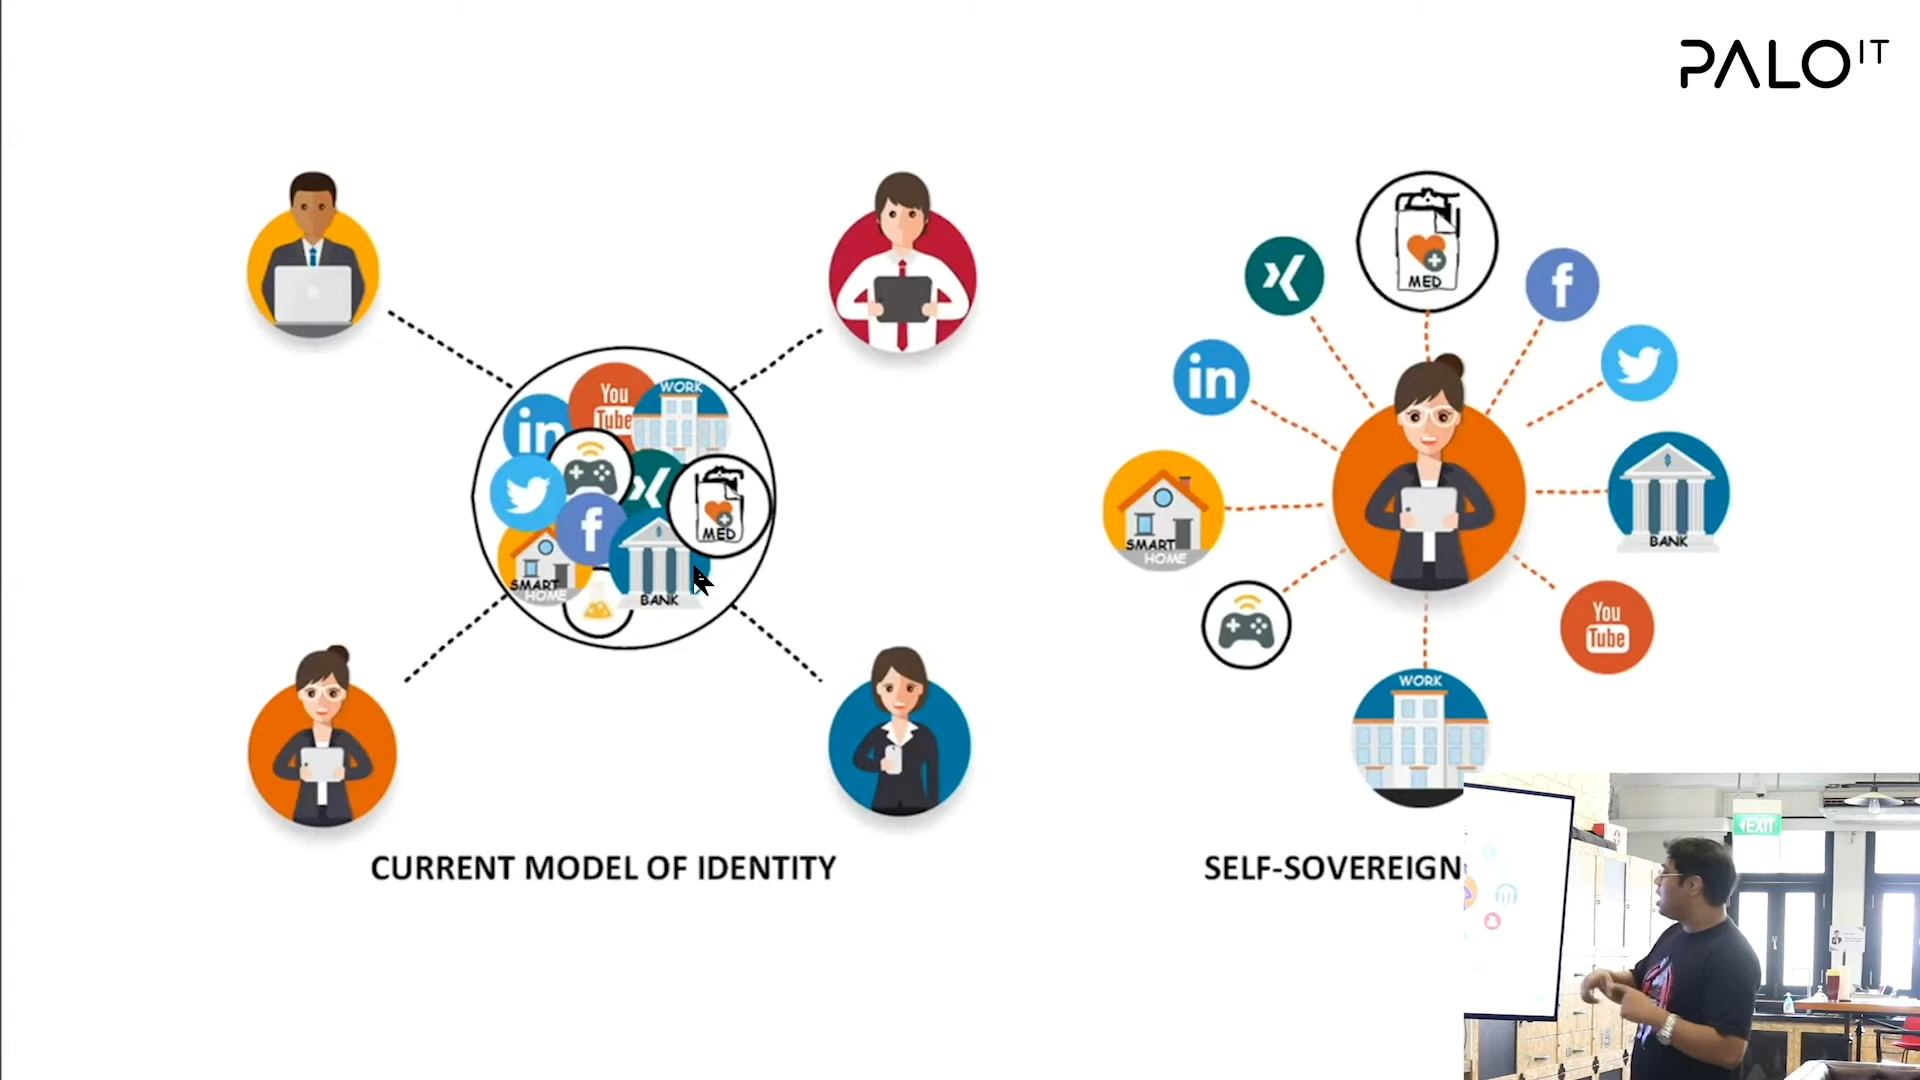 PALO IT
You
Tube
WORK
in
MED
f
SMART
HOME
BANK
CURRENT MODEL OF IDENTITY
MED
f
in
SMART
HOME
BANK
You
Tube
WORK
SELF-SOVEREIGN
EXIT